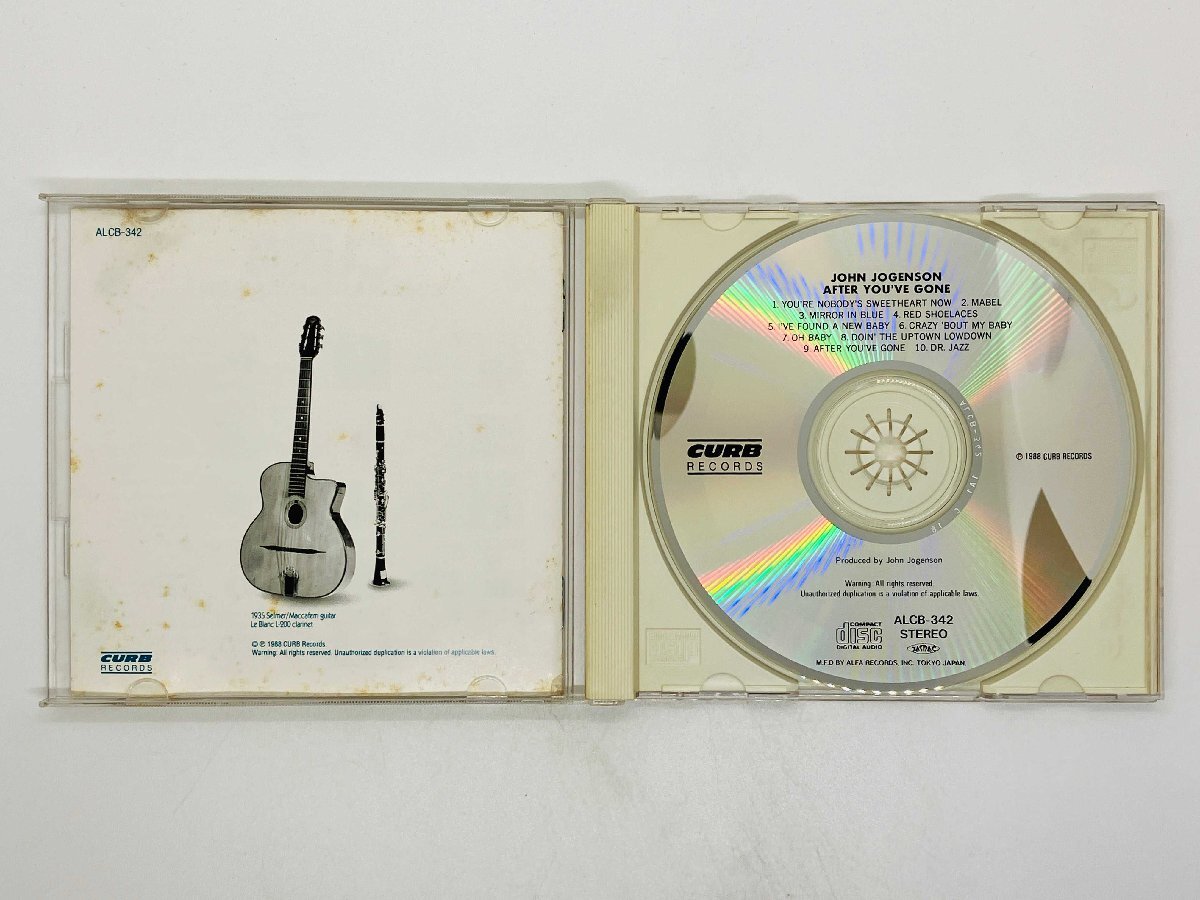 ALCB-342
1935 Selmer/Maccaferri guitar
Le Blanc L-200 clarinet
© ℗ 1988 CURB Records
Warning: All rights reserved. Unauthorized duplication is a violation of applicable laws.
CURB
RECORDS
JOHN JOGENSON
AFTER YOU'VE GONE
1. YOU'RE NOBODY'S SWEETHEART NOW 2. MABEL
3. MIRROR IN BLUE 4. RED SHOELACES
5. I'VE FOUND A NEW BABY 6. CRAZY 'BOUT MY BABY
7. OH BABY 8. DOIN' THE UPTOWN LOWDOWN
9. AFTER YOU'VE GONE 10. DR. JAZZ
CURB
RECORDS
℗ 1988 CURB RECORDS
Produced by John Jogenson
Warning: All rights reserved.
Unauthorized duplication is a violation of applicable laws.
COMPACT
disc
DIGITAL AUDIO
ALCB-342
STEREO
JASRAC
M.F.D BY ALFA RECORDS, INC. TOKYO JAPAN